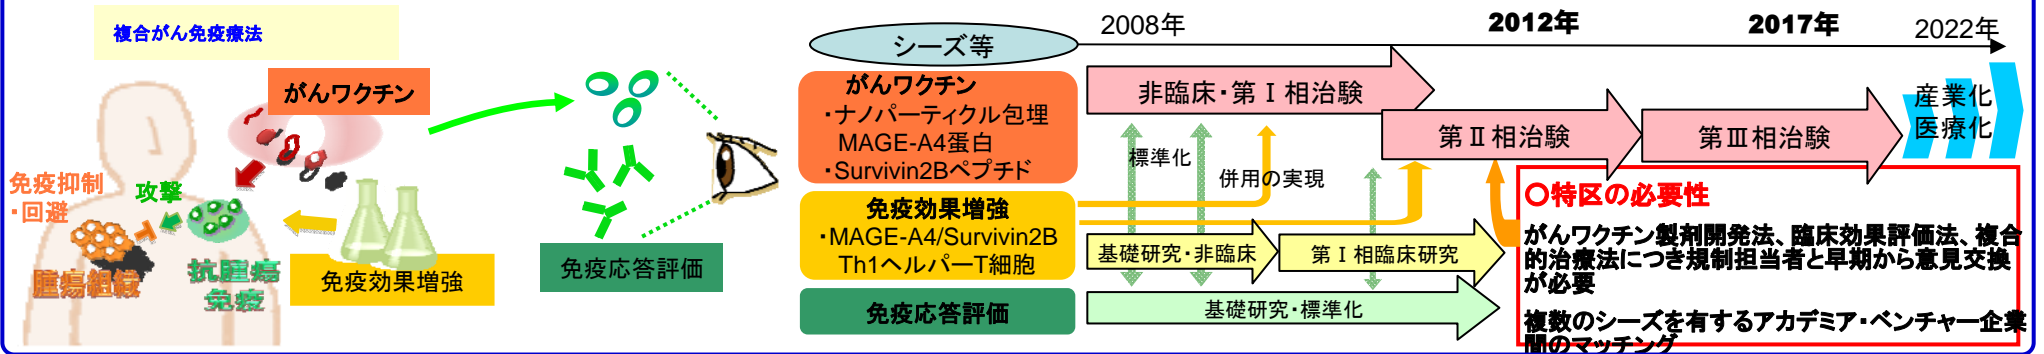 複合がん免疫療法
がんワクチン
免疫抑制
・回避
攻撃
腫瘍組織
抗腫瘍
免疫
免疫効果増強
免疫応答評価
シーズ等
2008年
2012年
2017年
2022年
がんワクチン
・ナノパーティクル包埋
MAGE-A4蛋白
・Survivin2Bペプチド
非臨床・第Ⅰ相治験
第Ⅱ相治験
第Ⅲ相治験
産業化
医療化
標準化
併用の実現
免疫効果増強
・MAGE-A4/Survivin2B
Th1ヘルパーT細胞
基礎研究・非臨床
第Ⅰ相臨床研究
免疫応答評価
基礎研究・標準化
○特区の必要性
がんワクチン製剤開発法、臨床効果評価法、複合
的治療法につき規制担当者と早期から意見交換
が必要
複数のシーズを有するアカデミア・ベンチャー企業
間のマッチング